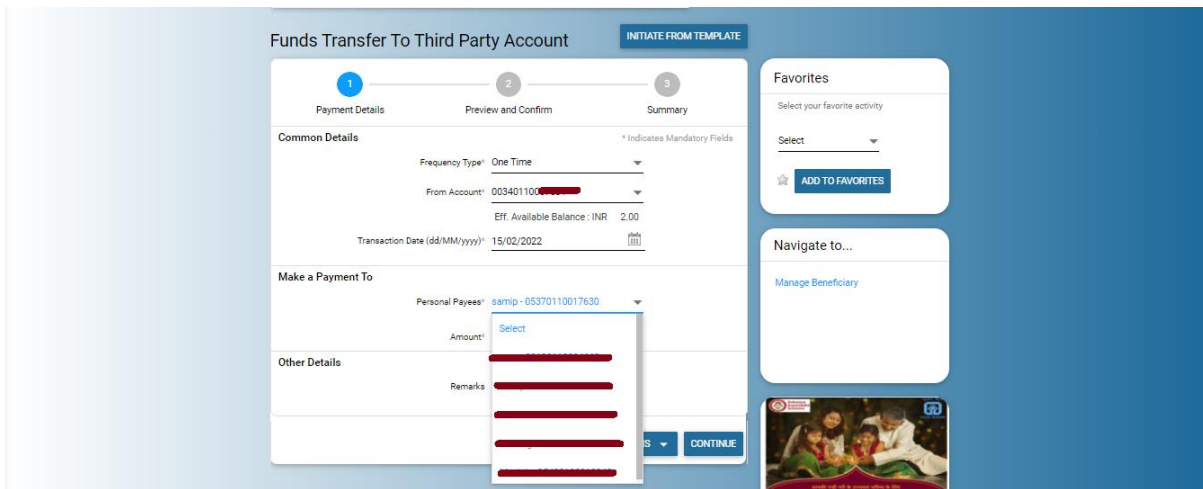 Funds Transfer To Third Party Account
INITIATE FROM TEMPLATE
1
2
3
Payment Details
Preview and Confirm
Summary
Common Details
* Indicates Mandatory Fields
Frequency Type* One Time
From Account* 00340110
Eff. Available Balance : INR 2.00
Transaction Date (dd/MM/yyyy)* 15/02/2022
Make a Payment To
Personal Payees* samip - 05370110017630
Select
Amount*
Other Details
Remarks
CONTINUE
Favorites
Select your favorite activity
Select
ADD TO FAVORITES
Navigate to...
Manage Beneficiary